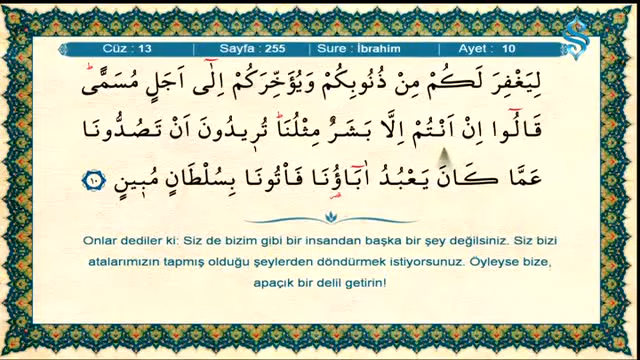 Cüz : 13 Sayfa : 255 Sure : İbrahim Ayet : 10
لِيَغْفِرَ لَكُمْ مِنْ ذُنُوبِكُمْ وَيُؤَخِّرَكُمْ اِلٰٓى اَجَلٍ مُسَمًّىۜ
قَالُٓوا اِنْ اَنْتُمْ اِلَّا بَشَرٌ مِثْلُنَاۜ تُر۪يدُونَ اَنْ تَصُدُّونَا
عَمَّا كَانَ يَعْبُدُ اٰبَٓاؤُ۬نَا فَأْتُونَا بِسُلْطَانٍ مُب۪ينٍ ﴿١٠﴾
Onlar dediler ki: Siz de bizim gibi bir insandan başka bir şey değilsiniz. Siz bizi
atalarımızın tapmış olduğu şeylerden döndürmek istiyorsunuz. Öyleyse bize,
apaçık bir delil getirin!